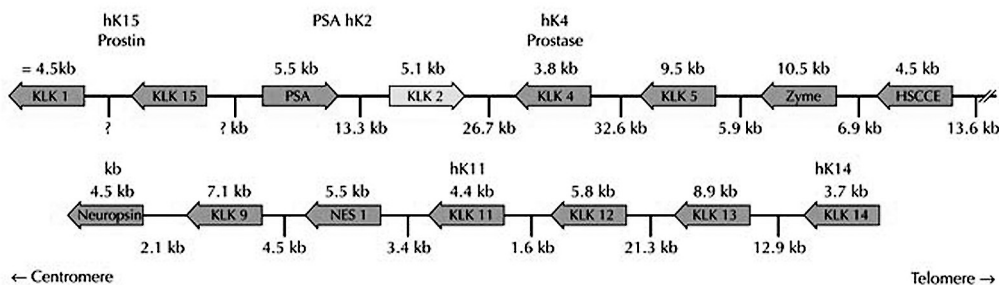 hK15 PSA hK2 hK4
Prostin Prostase
= 4.5kb 5.5 kb 5.1 kb 3.8 kb 9.5 kb 10.5 kb 4.5 kb
KLK 1 KLK 15 PSA KLK 2 KLK 4 KLK 5 Zyme HSCCE
? ? kb 13.3 kb 26.7 kb 32.6 kb 5.9 kb 6.9 kb 13.6 kb
kb hK11 hK14
4.5 kb 7.1 kb 5.5 kb 4.4 kb 5.8 kb 8.9 kb 3.7 kb
Neuropsin KLK 9 NES 1 KLK 11 KLK 12 KLK 13 KLK 14
2.1 kb 4.5 kb 3.4 kb 1.6 kb 21.3 kb 12.9 kb
← Centromere Telomere →